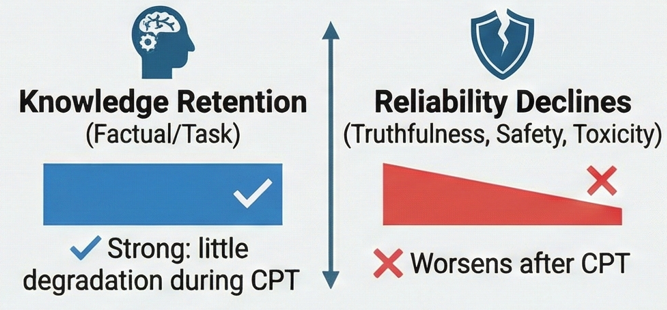 Knowledge Retention
(Factual/Task)
Strong: little
degradation during CPT
Reliability Declines
(Truthfulness, Safety, Toxicity)
Worsens after CPT